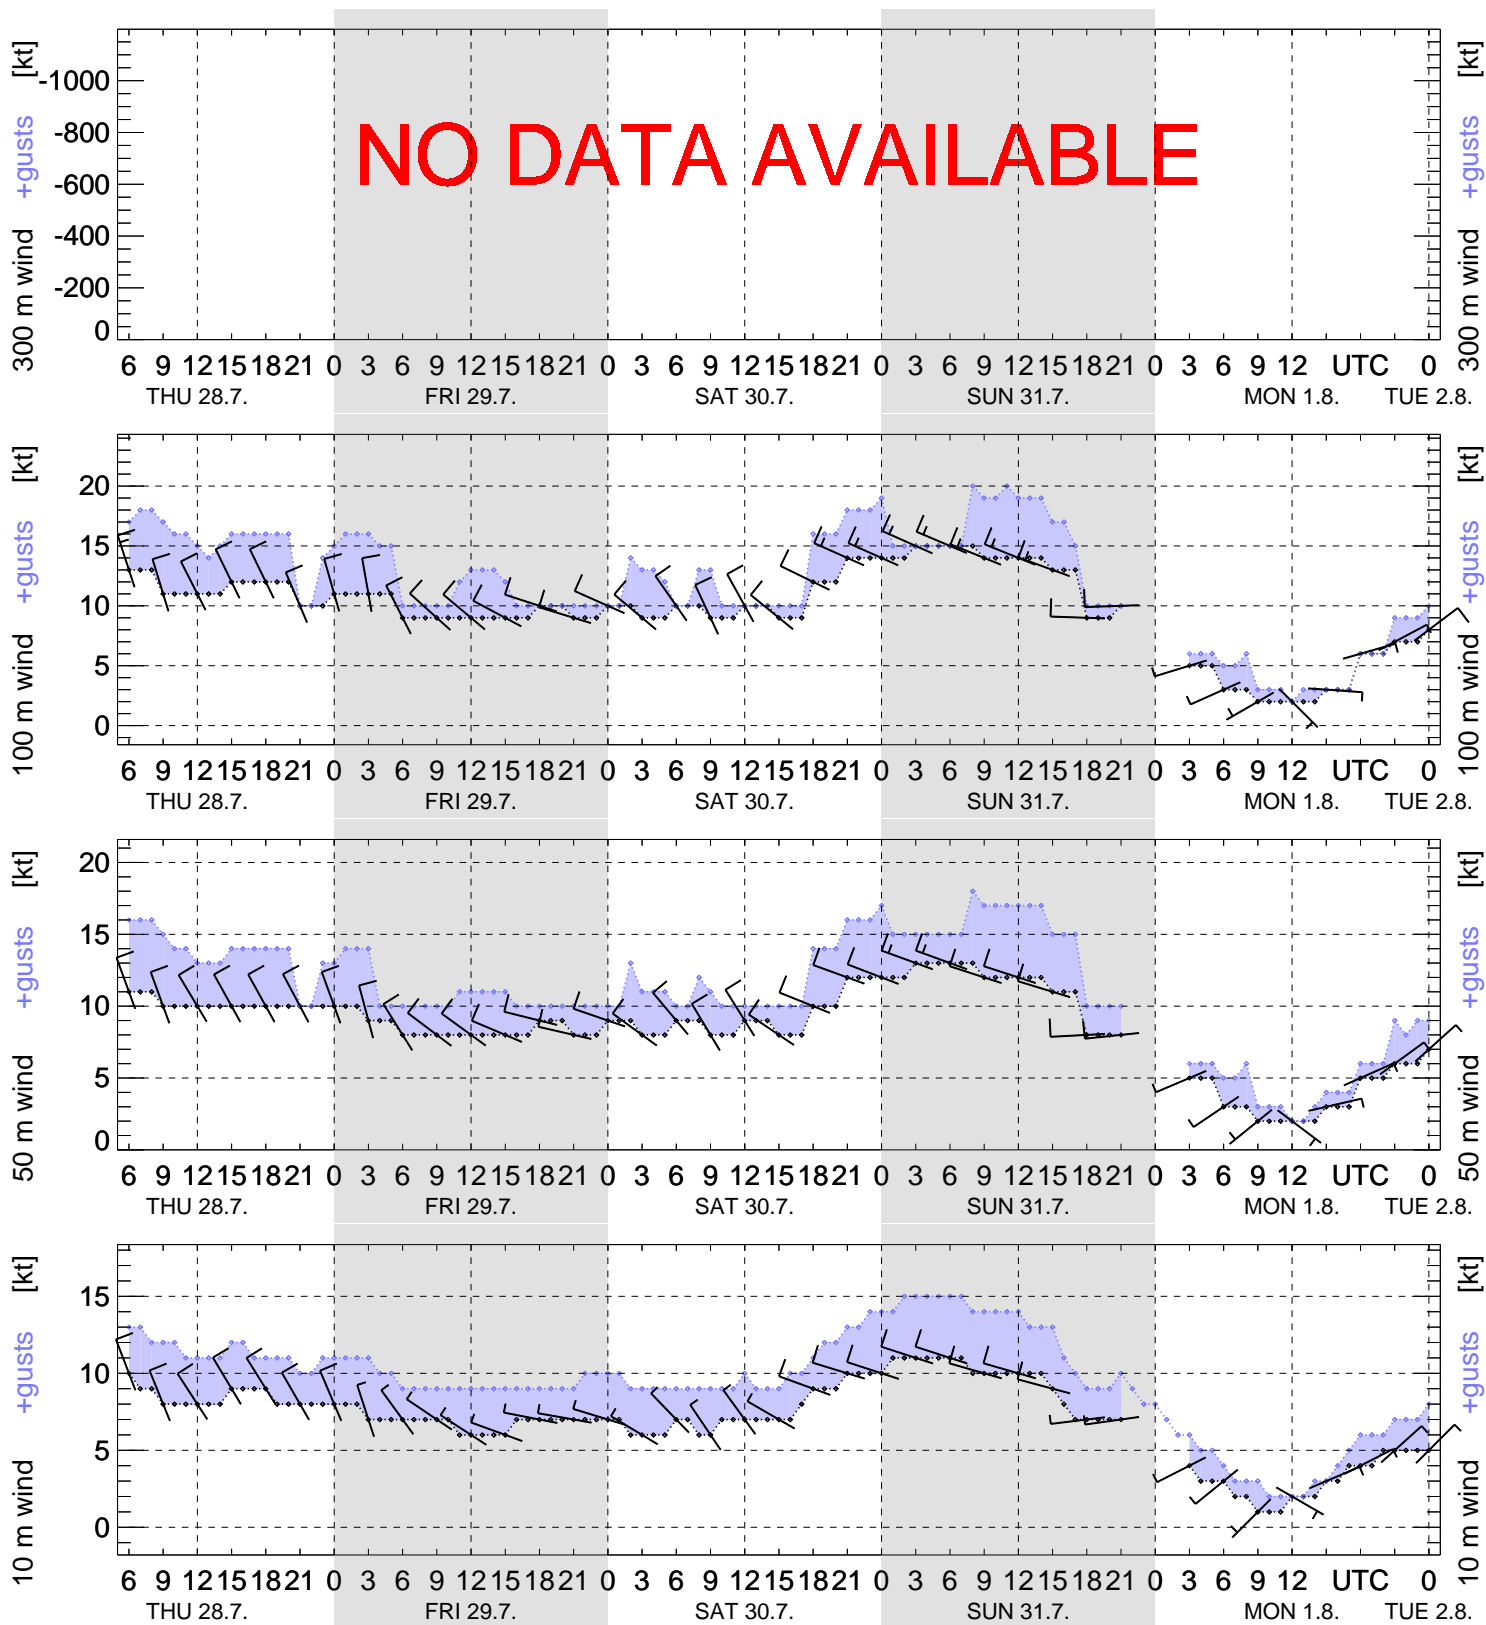 300 m wind +gusts [kt]
-1000
-800
-600
-400
-200
0
NO DATA AVAILABLE
300 m wind +gusts [kt]
6 9 12 15 18 21 0 3 6 9 12 15 18 21 0 3 6 9 12 15 18 21 0 3 6 9 12 15 18 21 0 3 6 9 12 UTC 0
THU 28.7. FRI 29.7. SAT 30.7. SUN 31.7. MON 1.8. TUE 2.8.
100 m wind +gusts [kt]
20
15
10
5
0
100 m wind +gusts [kt]
6 9 12 15 18 21 0 3 6 9 12 15 18 21 0 3 6 9 12 15 18 21 0 3 6 9 12 15 18 21 0 3 6 9 12 UTC 0
THU 28.7. FRI 29.7. SAT 30.7. SUN 31.7. MON 1.8. TUE 2.8.
50 m wind +gusts [kt]
20
15
10
5
0
50 m wind +gusts [kt]
6 9 12 15 18 21 0 3 6 9 12 15 18 21 0 3 6 9 12 15 18 21 0 3 6 9 12 15 18 21 0 3 6 9 12 UTC 0
THU 28.7. FRI 29.7. SAT 30.7. SUN 31.7. MON 1.8. TUE 2.8.
10 m wind +gusts [kt]
15
10
5
0
10 m wind +gusts [kt]
6 9 12 15 18 21 0 3 6 9 12 15 18 21 0 3 6 9 12 15 18 21 0 3 6 9 12 15 18 21 0 3 6 9 12 UTC 0
THU 28.7. FRI 29.7. SAT 30.7. SUN 31.7. MON 1.8. TUE 2.8.